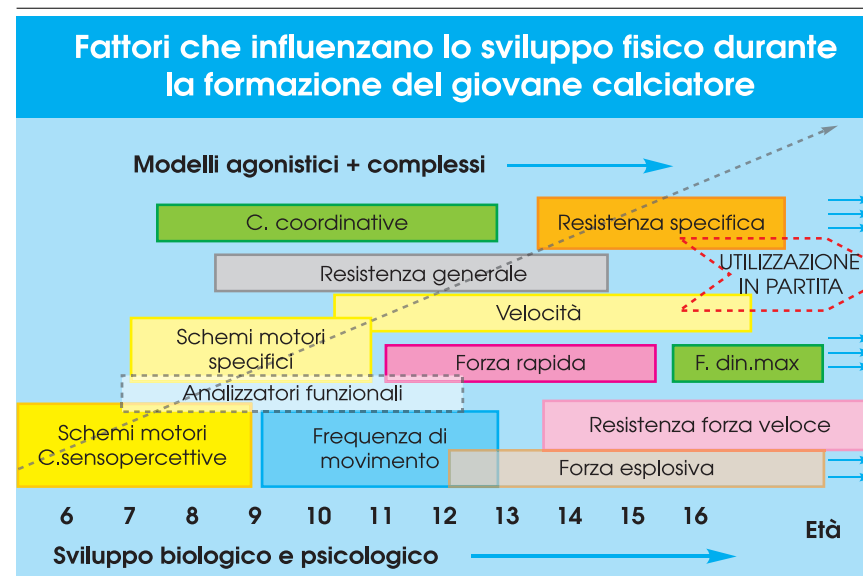 Fattori che influenzano lo sviluppo fisico durante
la formazione del giovane calciatore
Modelli agonistici + complessi
C. coordinative
Resistenza specifica
Resistenza generale
UTILIZZAZIONE
IN PARTITA
Velocità
Schemi motori
specifici
Forza rapida
F. din.max
Analizzatori funzionali
Schemi motori
C.sensopercettive
Frequenza di
movimento
Resistenza forza veloce
Forza esplosiva
6 7 8 9 10 11 12 13 14 15 16
Età
Sviluppo biologico e psicologico